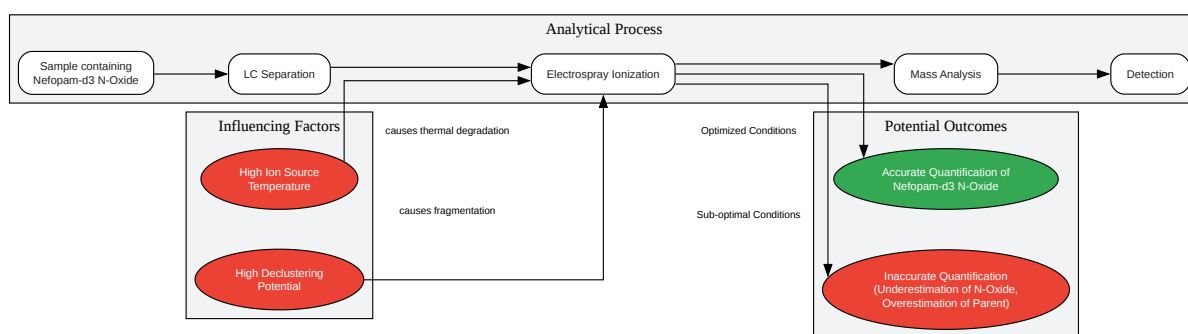 Analytical Process
Sample containing
Nefopam-d3 N-Oxide
LC Separation
Electrospray Ionization
Mass Analysis
Detection
Influencing Factors
High Ion Source
Temperature
High Declustering
Potential
causes thermal degradation
causes fragmentation
Optimized Conditions
Sub-optimal Conditions
Potential Outcomes
Accurate Quantification of
Nefopam-d3 N-Oxide
Inaccurate Quantification
(Underestimation of N-Oxide,
Overestimation of Parent)